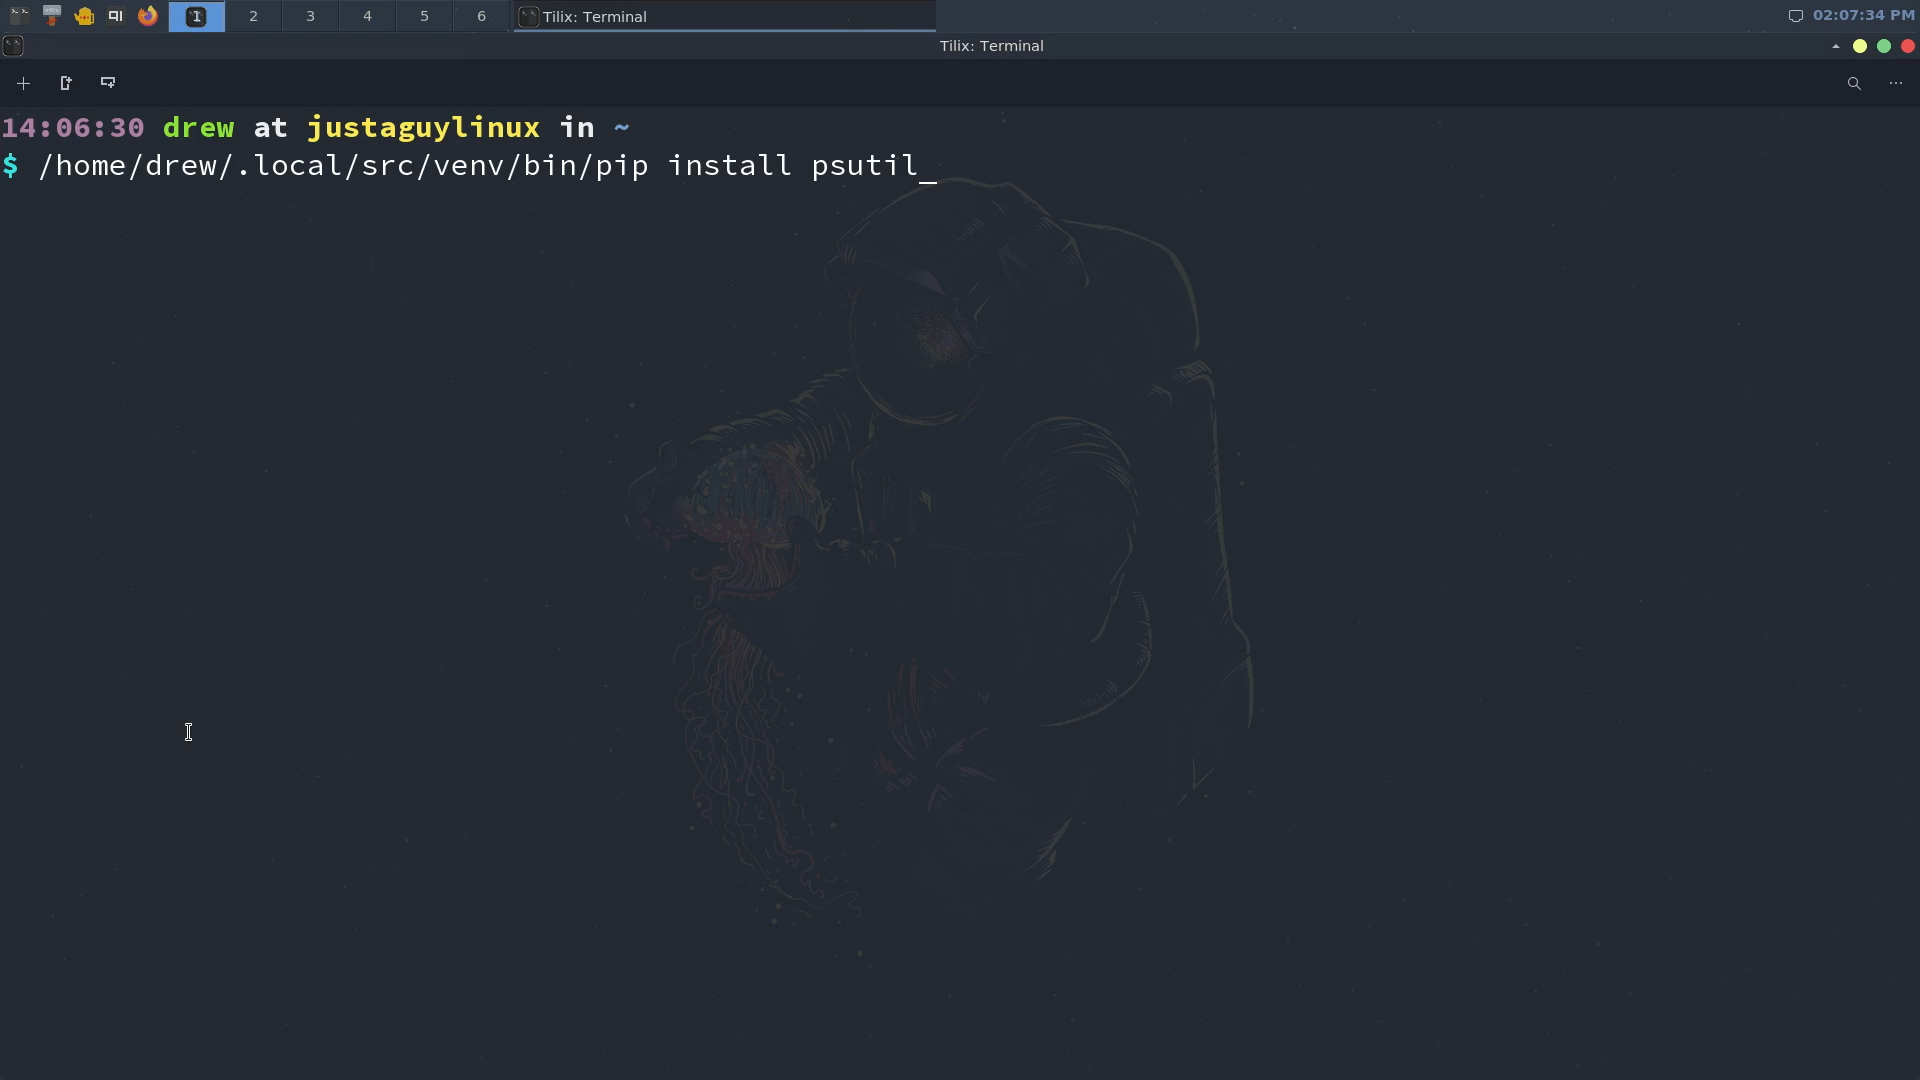 1 2 3 4 5 6 Tilix: Terminal 02:07:34 PM
Tilix: Terminal
14:06:30 drew at justaguylinux in ~
$ /home/drew/.local/src/venv/bin/pip install psutil_